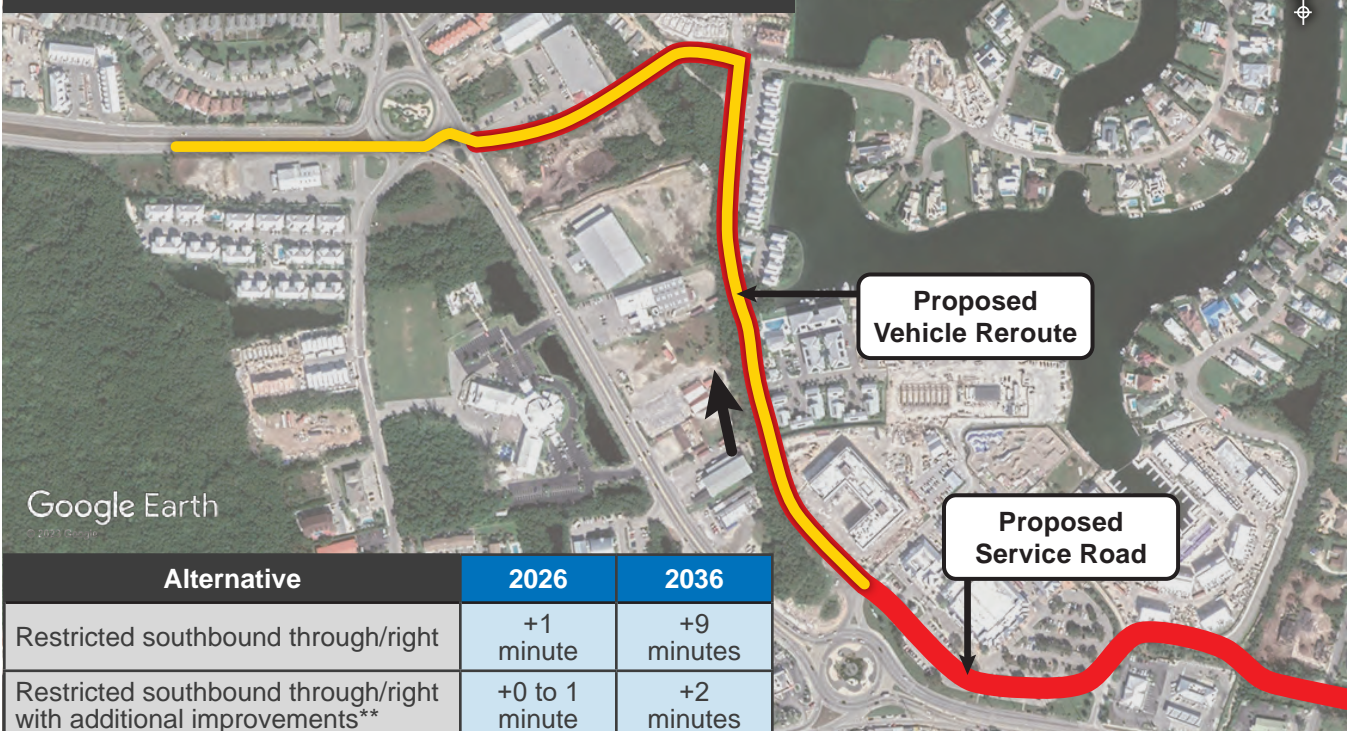 Proposed
Vehicle Reroute
Proposed
Service Road
Google Earth
Alternative 2026 2036
Restricted southbound through/right +1 minute +9 minutes
Restricted southbound through/right with additional improvements** +0 to 1 minute +2 minutes